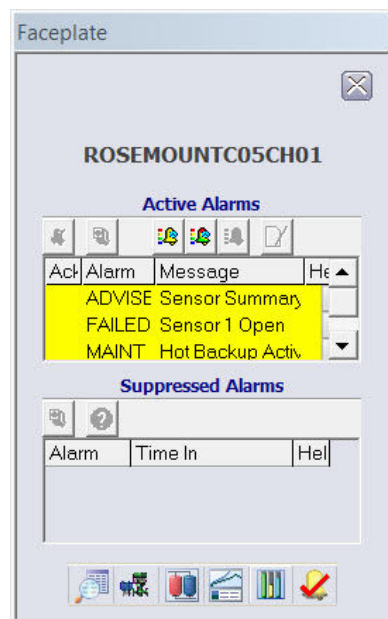 Faceplate
ROSEMOUNTC05CH01
Active Alarms
Ack Alarm Message He
ADVISE Sensor Summary
FAILED Sensor 1 Open
MAINT Hot Backup Activ
Suppressed Alarms
Alarm Time In Hel